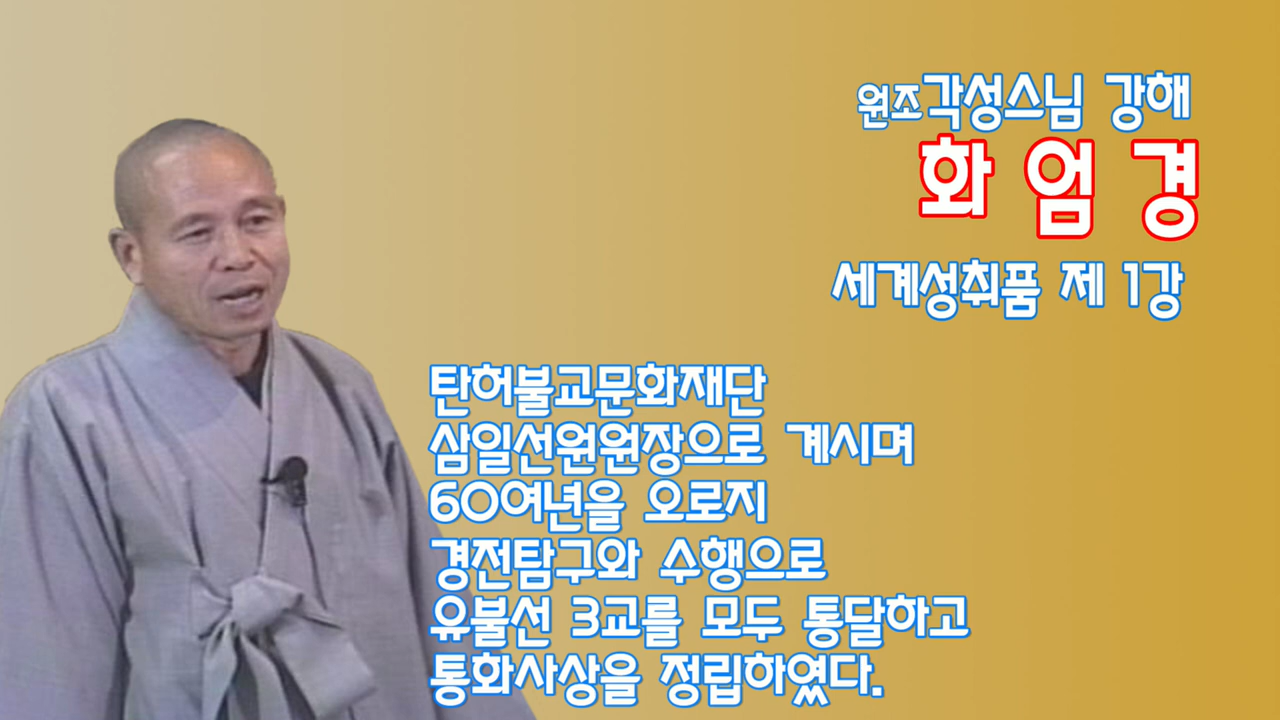 원조각성스님 강해
화 엄 경
세계성취품 제 1강
탄허불교문화재단
삼일선원원장으로 계시며
60여년을 오로지
경전탐구와 수행으로
유불선 3교를 모두 통달하고
통화사상을 정립하였다.